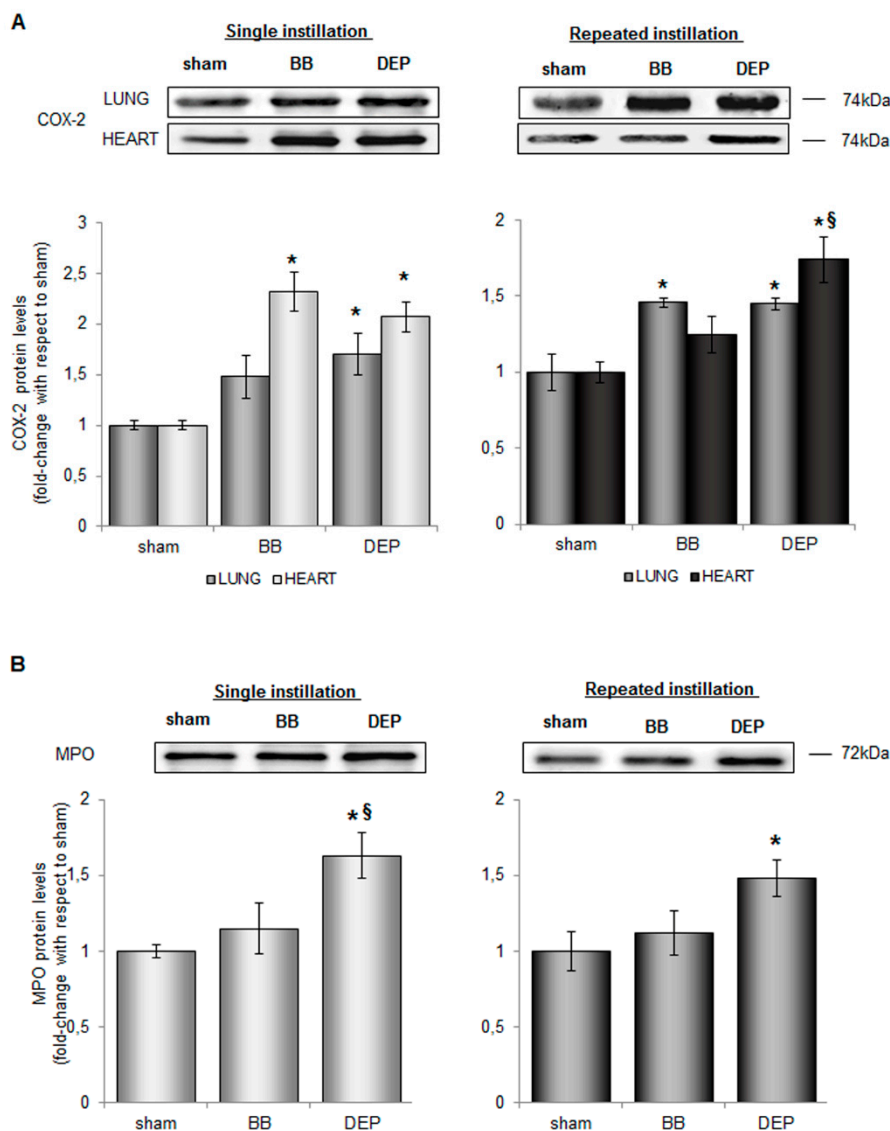 A
Single instillation
Repeated instillation
sham BB DEP
sham BB DEP
COX-2
LUNG
74kDa
HEART
74kDa
COX-2 protein levels
(fold-change with respect to sham)
3
2,5
2
1,5
1
0,5
0
* * *
sham BB DEP
LUNG HEART
2
1,5
1
0,5
0
* * * §
sham BB DEP
LUNG HEART
B
Single instillation
Repeated instillation
sham BB DEP
sham BB DEP
MPO
72kDa
MPO protein levels
(fold-change with respect to sham)
2
1,5
1
0,5
0
* §
sham BB DEP
2
1,5
1
0,5
0
*
sham BB DEP